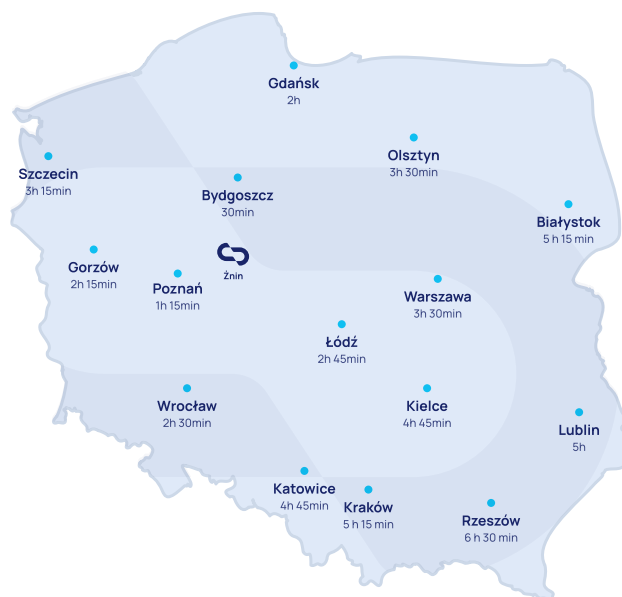 Gdańsk
2h
Olsztyn
3h 30min
Szczecin
3h 15min
Bydgoszcz
30min
Białystok
5 h 15 min
Gorzów
2h 15min
Żnin
Poznań
1h 15min
Warszawa
3h 30min
Łódź
2h 45min
Wrocław
2h 30min
Kielce
4h 45min
Lublin
5h
Katowice
4h 45min
Kraków
5 h 15 min
Rzeszów
6 h 30 min